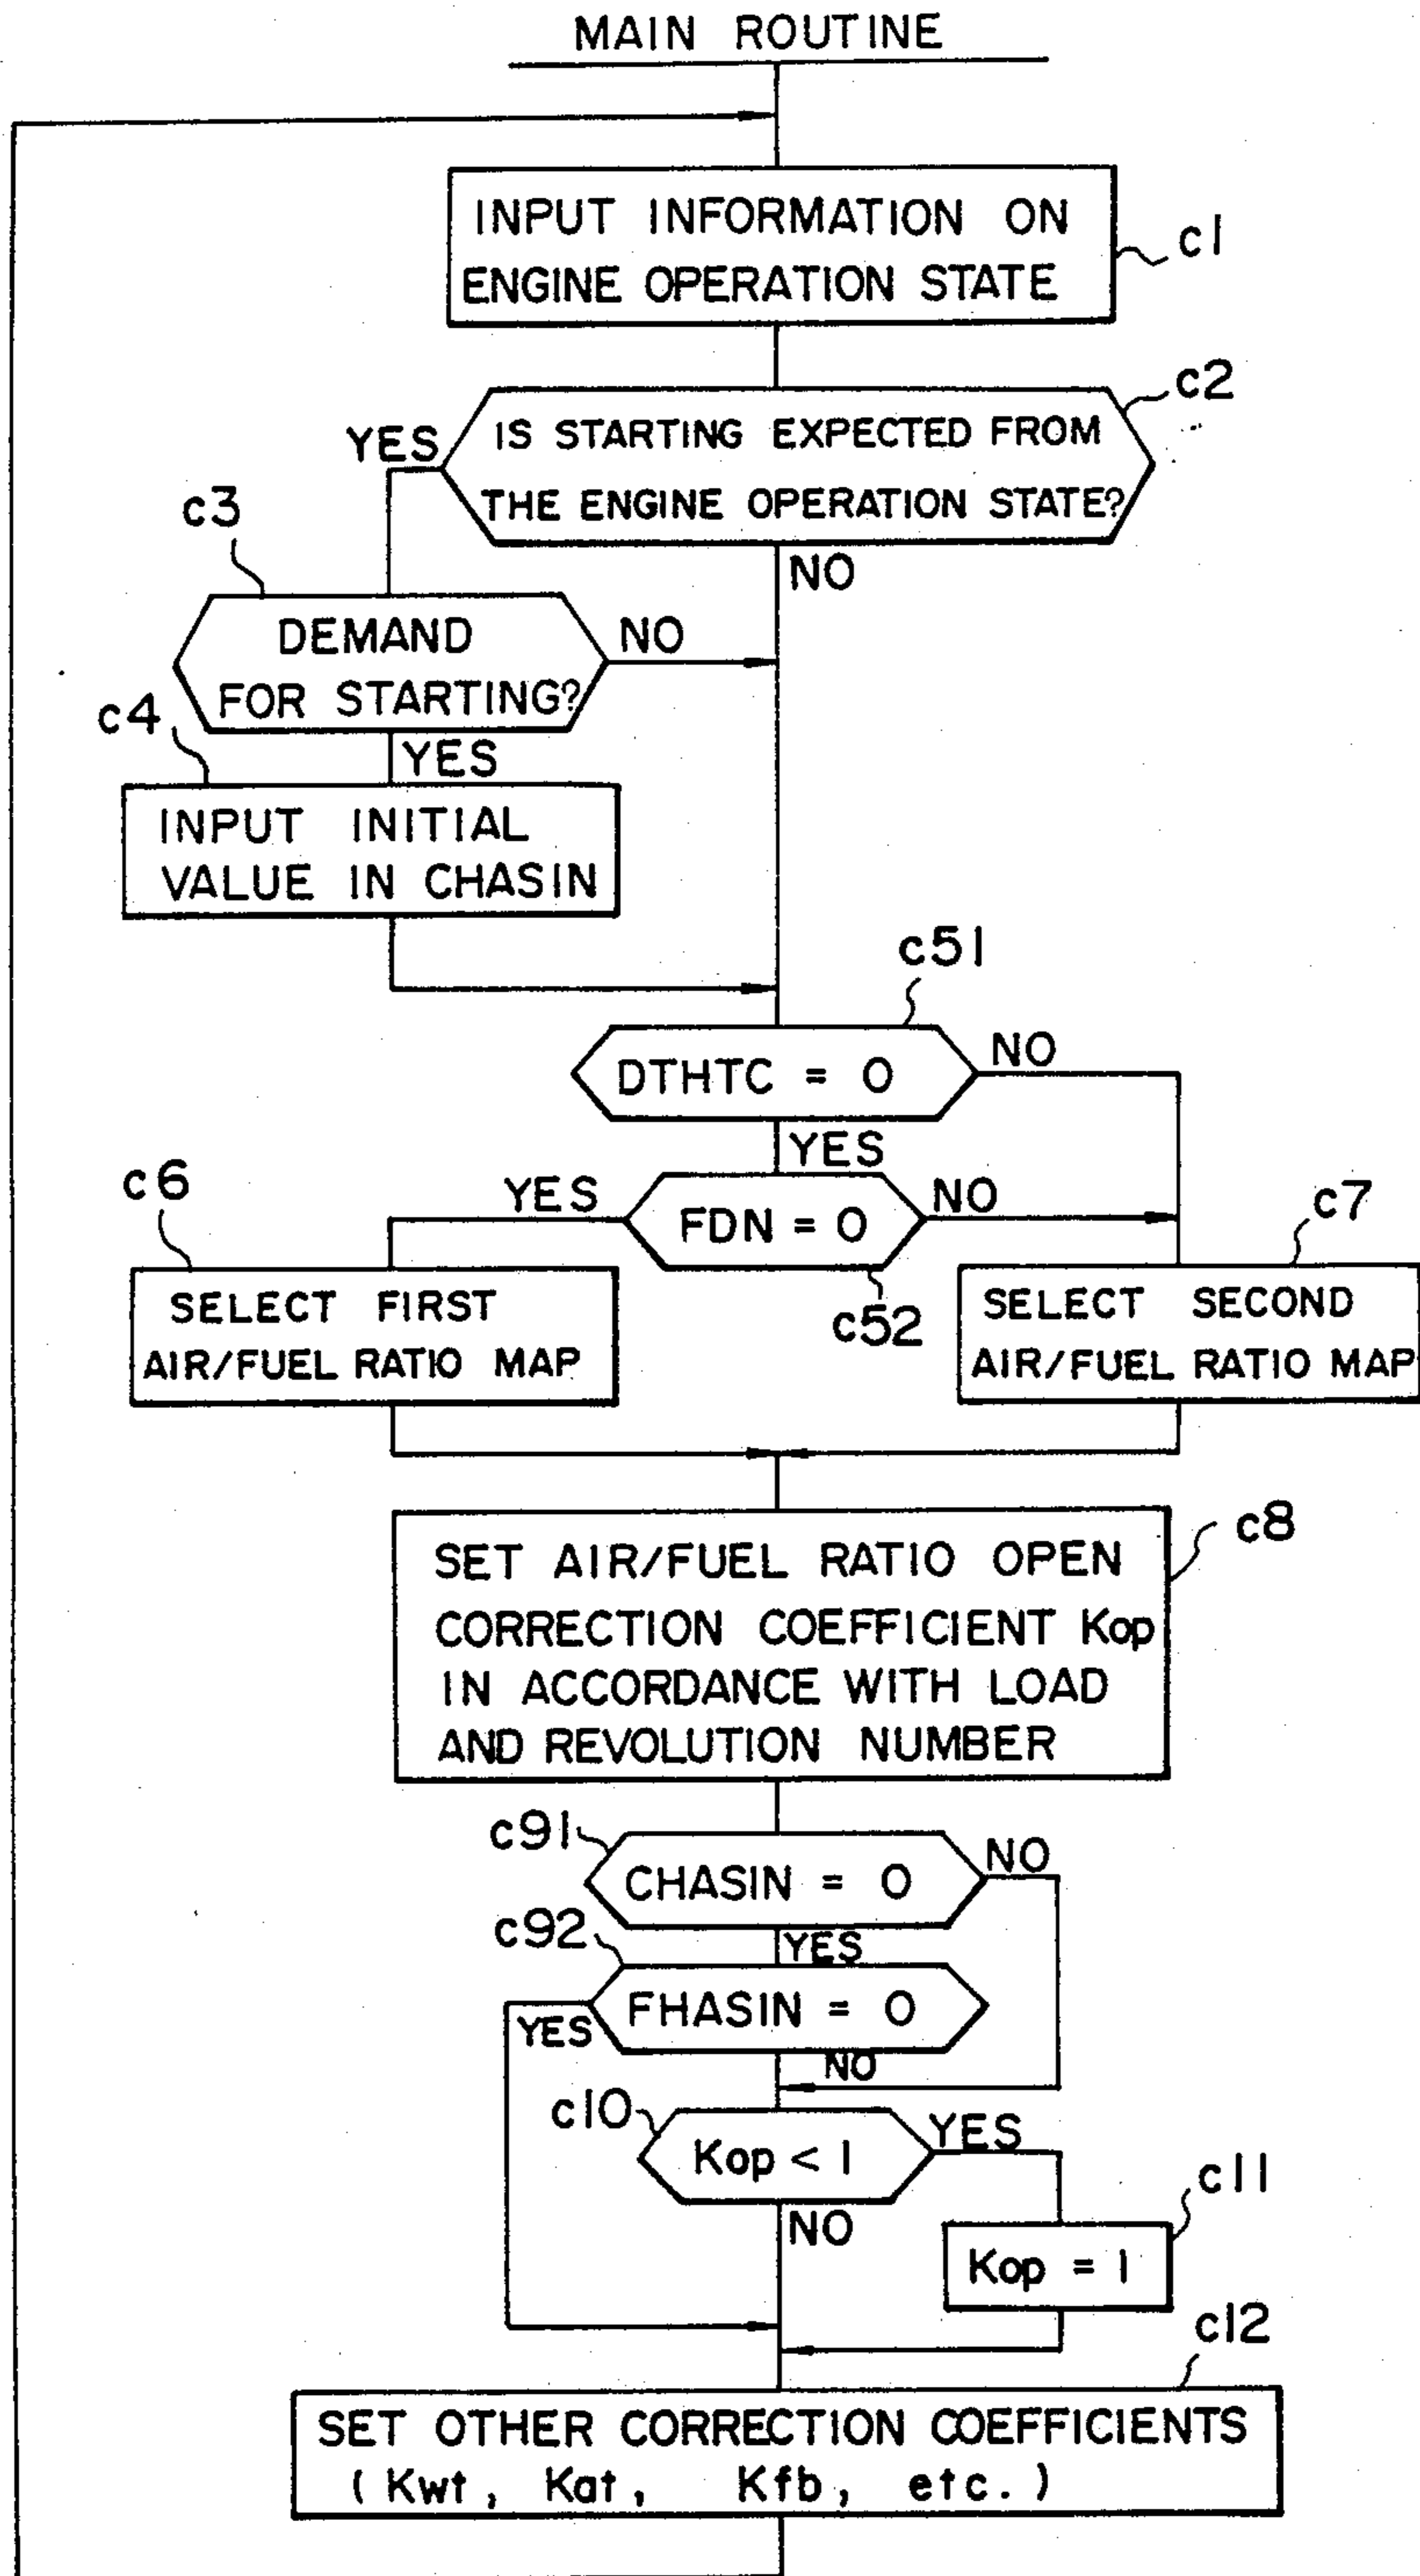 MAIN ROUTINE
INPUT INFORMATION ON
ENGINE OPERATION STATE
c1
c2
IS STARTING EXPECTED FROM
THE ENGINE OPERATION STATE?
YES
NO
c3
DEMAND
FOR STARTING?
NO
YES
c4
INPUT INITIAL
VALUE IN CHASIN
c51
DTHTC = 0
NO
YES
c52
FDN = 0
YES
NO
c6
SELECT FIRST
AIR/FUEL RATIO MAP
c7
SELECT SECOND
AIR/FUEL RATIO MAP
c8
SET AIR/FUEL RATIO OPEN
CORRECTION COEFFICIENT Kop
IN ACCORDANCE WITH LOAD
AND REVOLUTION NUMBER
c91
CHASIN = 0
NO
YES
c92
FHASIN = 0
YES
NO
c10
Kop < 1
YES
NO
c11
Kop = 1
c12
SET OTHER CORRECTION COEFFICIENTS
(Kwt, Kat, Kfb, etc.)